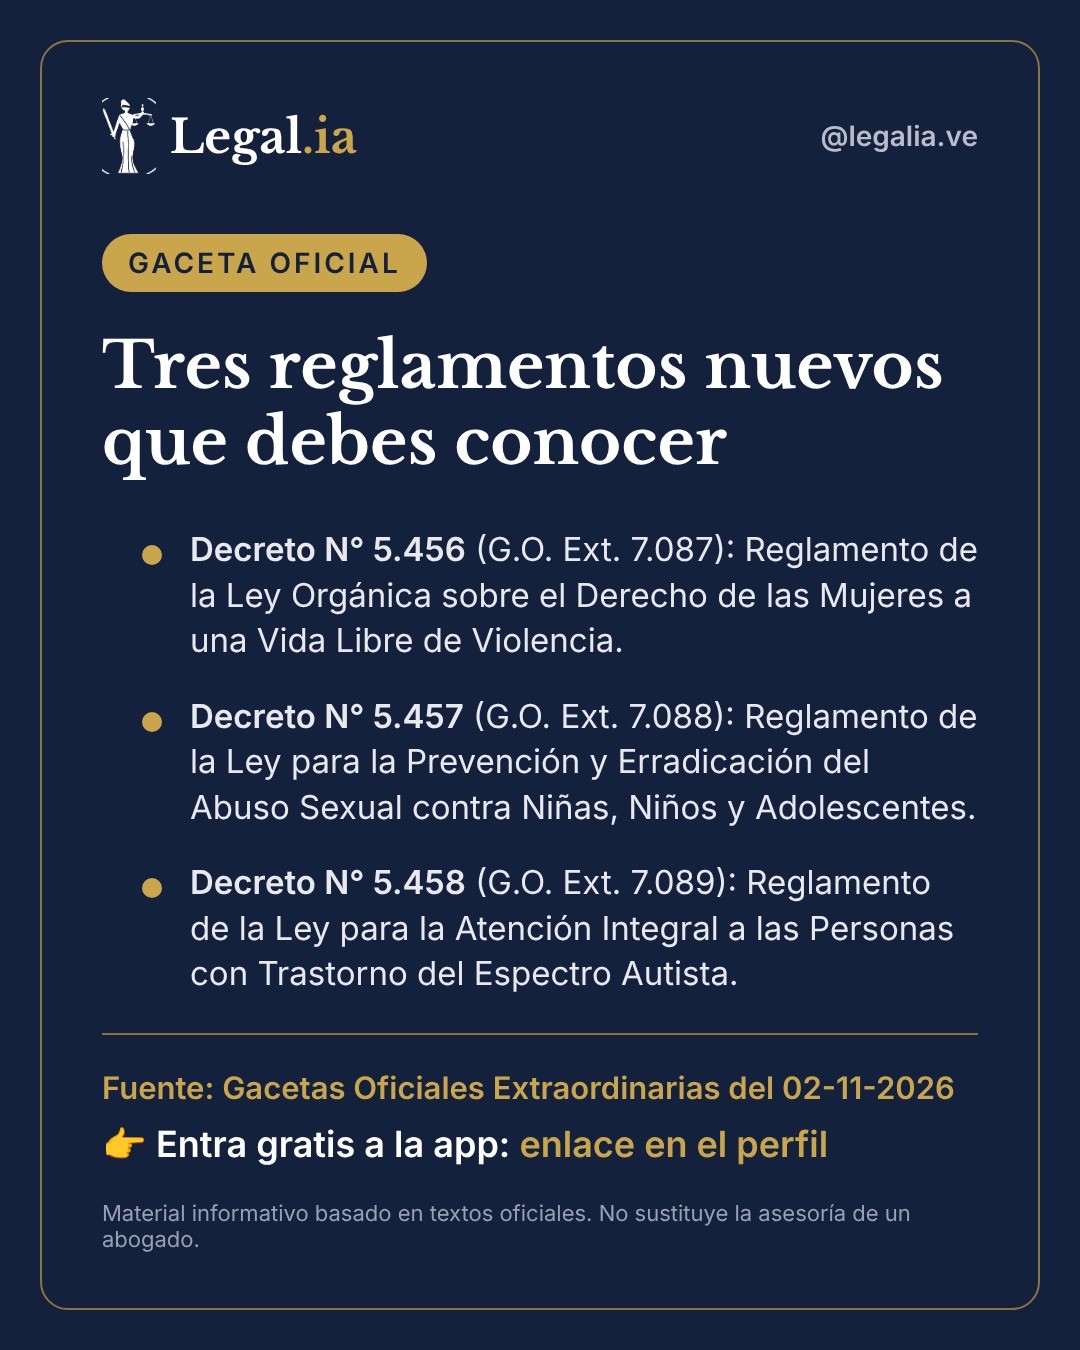 Legal.ia
@legalia.ve
GACETA OFICIAL
Tres reglamentos nuevos
que debes conocer
Decreto N° 5.456 (G.O. Ext. 7.087): Reglamento de
la Ley Orgánica sobre el Derecho de las Mujeres a
una Vida Libre de Violencia.
Decreto N° 5.457 (G.O. Ext. 7.088): Reglamento de
la Ley para la Prevención y Erradicación del
Abuso Sexual contra Niñas, Niños y Adolescentes.
Decreto N° 5.458 (G.O. Ext. 7.089): Reglamento
de la Ley para la Atención Integral a las Personas
con Trastorno del Espectro Autista.
Fuente: Gacetas Oficiales Extraordinarias del 02-11-2026
👉 Entra gratis a la app: enlace en el perfil
Material informativo basado en textos oficiales. No sustituye la asesoría de un
abogado.